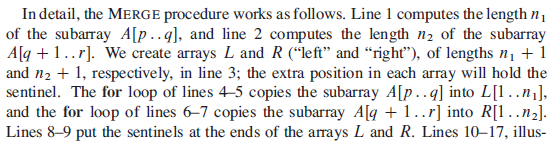 In detail, the MERGE procedure works as follows. Line 1 computes the length n1
of the subarray A[p..q], and line 2 computes the length n2 of the subarray
A[q + 1..r]. We create arrays L and R (“left” and “right”), of lengths n1 + 1
and n2 + 1, respectively, in line 3; the extra position in each array will hold the
sentinel. The for loop of lines 4–5 copies the subarray A[p..q] into L[1..n1],
and the for loop of lines 6–7 copies the subarray A[q + 1..r] into R[1..n2].
Lines 8–9 put the sentinels at the ends of the arrays L and R. Lines 10–17, illus-